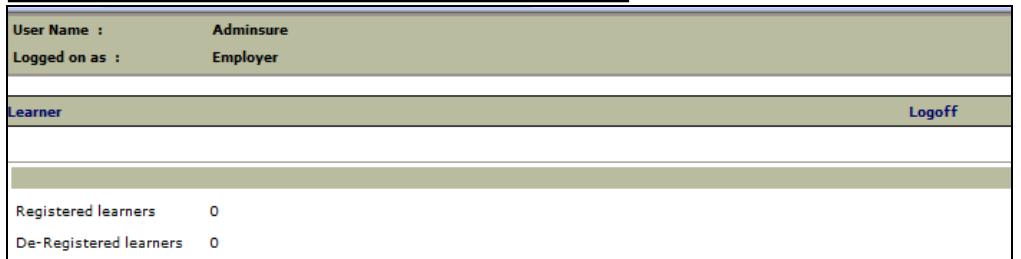 User Name : Adminsure
Logged on as : Employer
Learner Logoff
Registered learners 0
De-Registered learners 0